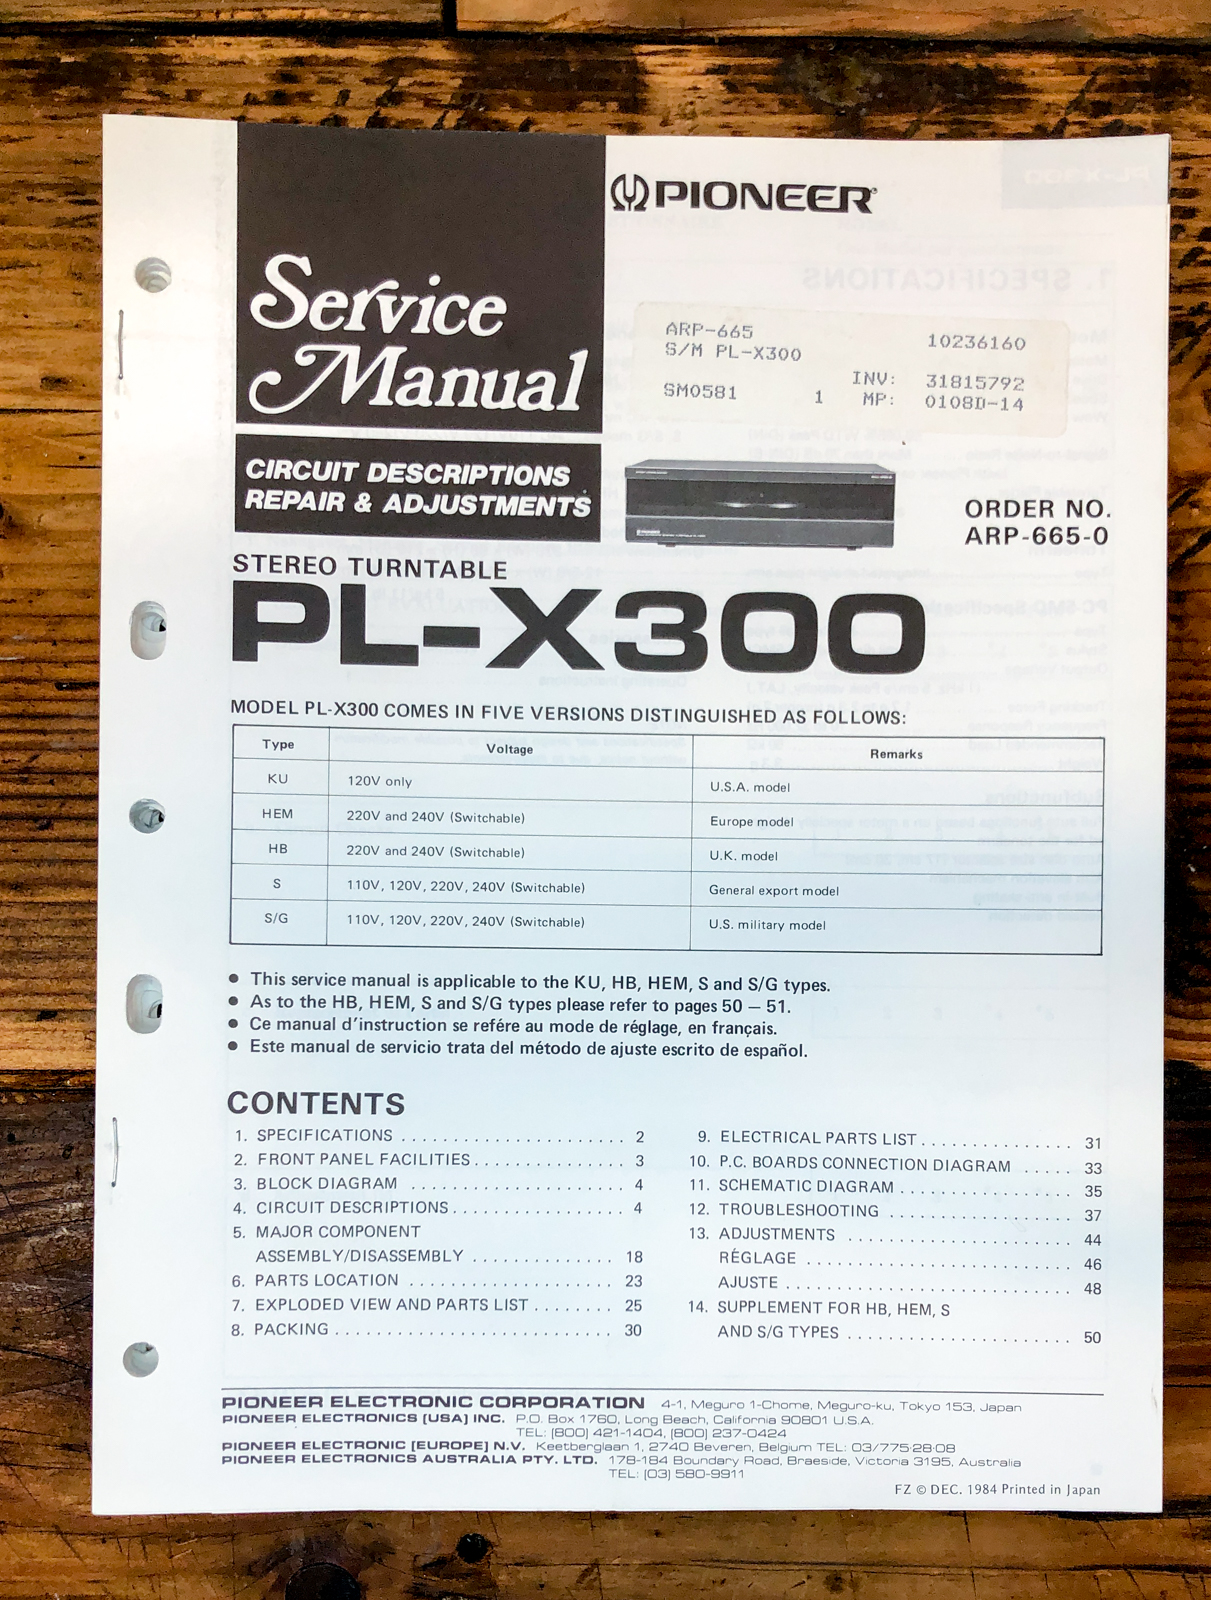 PIONEER
Service
Manual
ARP-665 10236160
S/M PL-X300
INV: 31815792
SM0581 1 MP: 0108D-14
CIRCUIT DESCRIPTIONS
REPAIR & ADJUSTMENTS
ORDER NO.
ARP-665-0
STEREO TURNTABLE
PL-X300
MODEL PL-X300 COMES IN FIVE VERSIONS DISTINGUISHED AS FOLLOWS:
Type Voltage Remarks
KU 120V only U.S.A. model
HEM 220V and 240V (Switchable) Europe model
HB 220V and 240V (Switchable) U.K. model
S 110V, 120V, 220V, 240V (Switchable) General export model
S/G 110V, 120V, 220V, 240V (Switchable) U.S. military model
● This service manual is applicable to the KU, HB, HEM, S and S/G types.
● As to the HB, HEM, S and S/G types please refer to pages 50 – 51.
● Ce manual d'instruction se refére au mode de réglage, en français.
● Este manual de servicio trata del método de ajuste escrito de español.
CONTENTS
1. SPECIFICATIONS . . . . . . . . . . . . . . . . . . . . . . 2
2. FRONT PANEL FACILITIES . . . . . . . . . . . . . . . 3
3. BLOCK DIAGRAM . . . . . . . . . . . . . . . . . . . . . 4
4. CIRCUIT DESCRIPTIONS . . . . . . . . . . . . . . . . . 4
5. MAJOR COMPONENT
ASSEMBLY/DISASSEMBLY . . . . . . . . . . . . . . 18
6. PARTS LOCATION . . . . . . . . . . . . . . . . . . . . 23
7. EXPLODED VIEW AND PARTS LIST . . . . . . . . 25
8. PACKING . . . . . . . . . . . . . . . . . . . . . . . . . . . 30
9. ELECTRICAL PARTS LIST . . . . . . . . . . . . . . . 31
10. P.C. BOARDS CONNECTION DIAGRAM . . . . . 33
11. SCHEMATIC DIAGRAM . . . . . . . . . . . . . . . . . 35
12. TROUBLESHOOTING . . . . . . . . . . . . . . . . . . 37
13. ADJUSTMENTS . . . . . . . . . . . . . . . . . . . . . . 44
RÉGLAGE . . . . . . . . . . . . . . . . . . . . . . . . . . 46
AJUSTE . . . . . . . . . . . . . . . . . . . . . . . . . . . . 48
14. SUPPLEMENT FOR HB, HEM, S
AND S/G TYPES . . . . . . . . . . . . . . . . . . . . . . 50
PIONEER ELECTRONIC CORPORATION 4-1, Meguro 1-Chome, Meguro-ku, Tokyo 153, Japan
PIONEER ELECTRONICS [USA] INC. P.O. Box 1760, Long Beach, California 90801 U.S.A.
TEL: [800] 421-1404, [800] 237-0424
PIONEER ELECTRONIC [EUROPE] N.V. Keetberglaan 1, 2740 Beveren, Belgium TEL: 03/775·28·08
PIONEER ELECTRONICS AUSTRALIA PTY. LTD. 178-184 Boundary Road, Braeside, Victoria 3195, Australia
TEL: [03] 580-9911
FZ © DEC. 1984 Printed in Japan